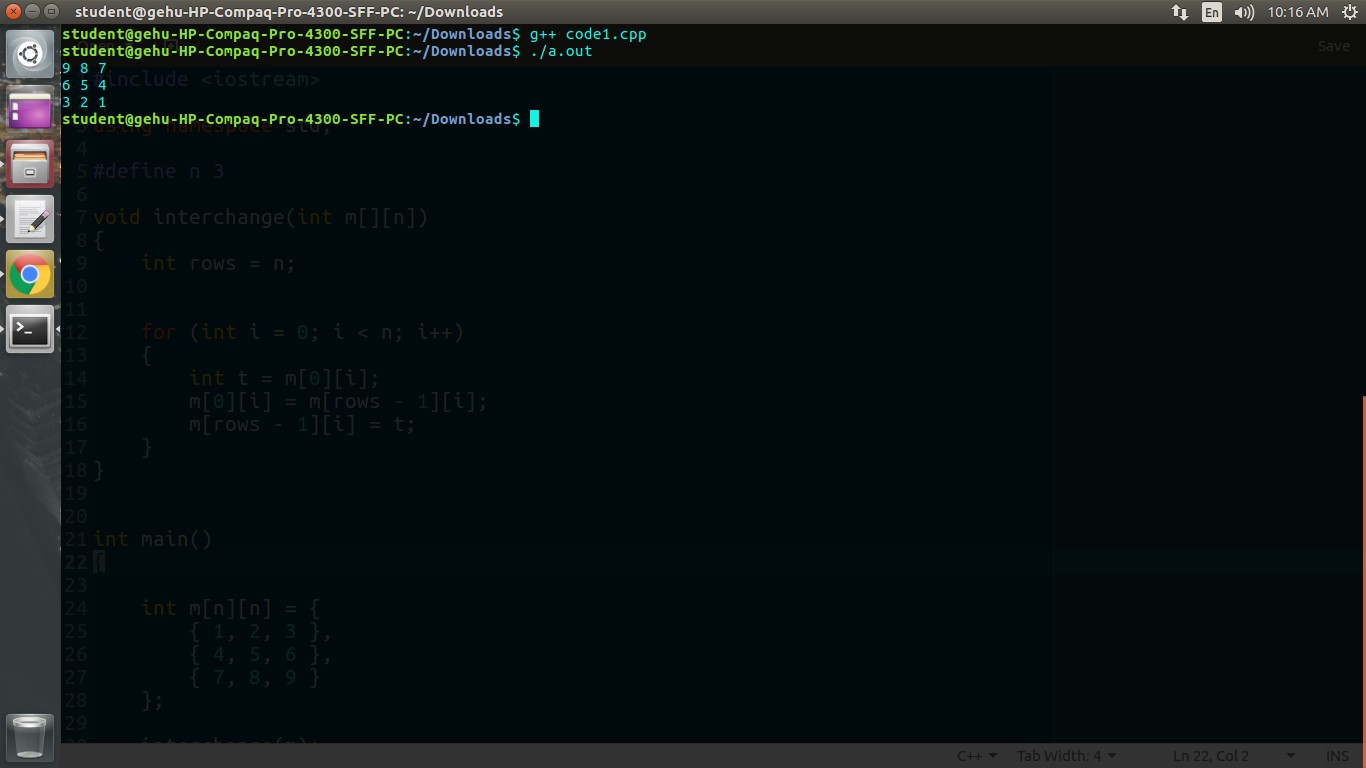 student@gehu-HP-Compaq-Pro-4300-SFF-PC: ~/Downloads
En
10:16 AM
student@gehu-HP-Compaq-Pro-4300-SFF-PC:~/Downloads$ g++ code1.cpp
student@gehu-HP-Compaq-Pro-4300-SFF-PC:~/Downloads$ ./a.out
Save
9 8 7
#include <iostream>
6 5 4
3 2 1
student@gehu-HP-Compaq-Pro-4300-SFF-PC:~/Downloads$
using namespace std;
4
5 #define n 3
6
7 void interchange(int m[][n])
8 {
9 int rows = n;
10
11
12 for (int i = 0; i < n; i++)
13 {
14 int t = m[0][i];
15 m[0][i] = m[rows - 1][i];
16 m[rows - 1][i] = t;
17 }
18 }
19
20
21 int main()
22 {
23
24 int m[n][n] = {
25 { 1, 2, 3 },
26 { 4, 5, 6 },
27 { 7, 8, 9 }
28 };
29
C++ Tab Width: 4 Ln 22, Col 2 INS